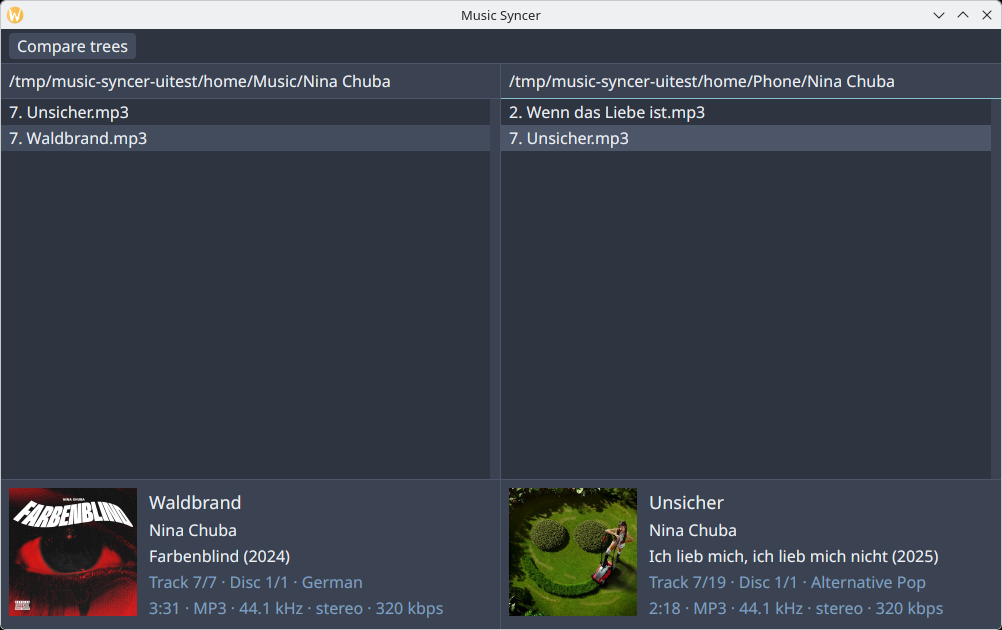 Music Syncer
Compare trees
/tmp/music-syncer-uitest/home/Music/Nina Chuba
/tmp/music-syncer-uitest/home/Phone/Nina Chuba
7. Unsicher.mp3
7. Waldbrand.mp3
2. Wenn das Liebe ist.mp3
7. Unsicher.mp3
NINA CHUBA
FARBENBLIND
Waldbrand
Nina Chuba
Farbenblind (2024)
Track 7/7 · Disc 1/1 · German
3:31 · MP3 · 44.1 kHz · stereo · 320 kbps
Unsicher
Nina Chuba
Ich lieb mich, ich lieb mich nicht (2025)
Track 7/19 · Disc 1/1 · Alternative Pop
2:18 · MP3 · 44.1 kHz · stereo · 320 kbps